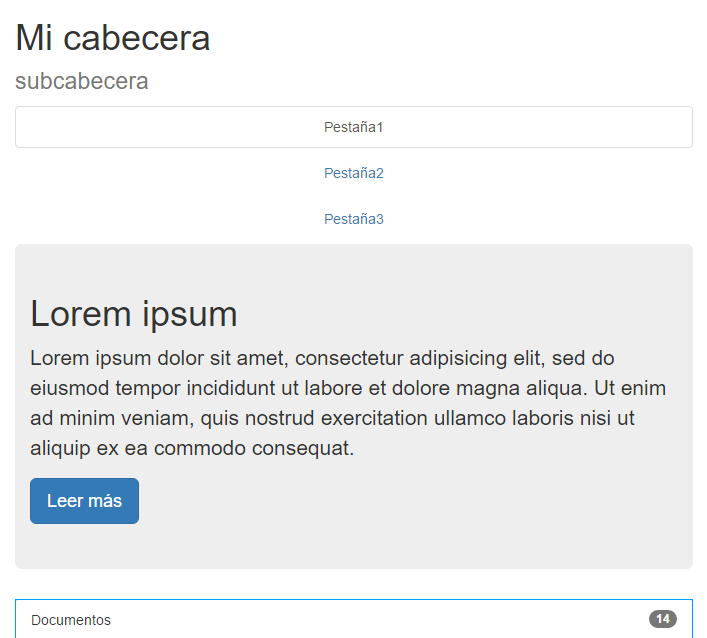 Mi cabecera
subcabecera
Pestaña1
Pestaña2
Pestaña3
Lorem ipsum
Lorem ipsum dolor sit amet, consectetur adipisicing elit, sed do
eiusmod tempor incididunt ut labore et dolore magna aliqua. Ut enim
ad minim veniam, quis nostrud exercitation ullamco laboris nisi ut
aliquip ex ea commodo consequat.
Leer más
Documentos 14